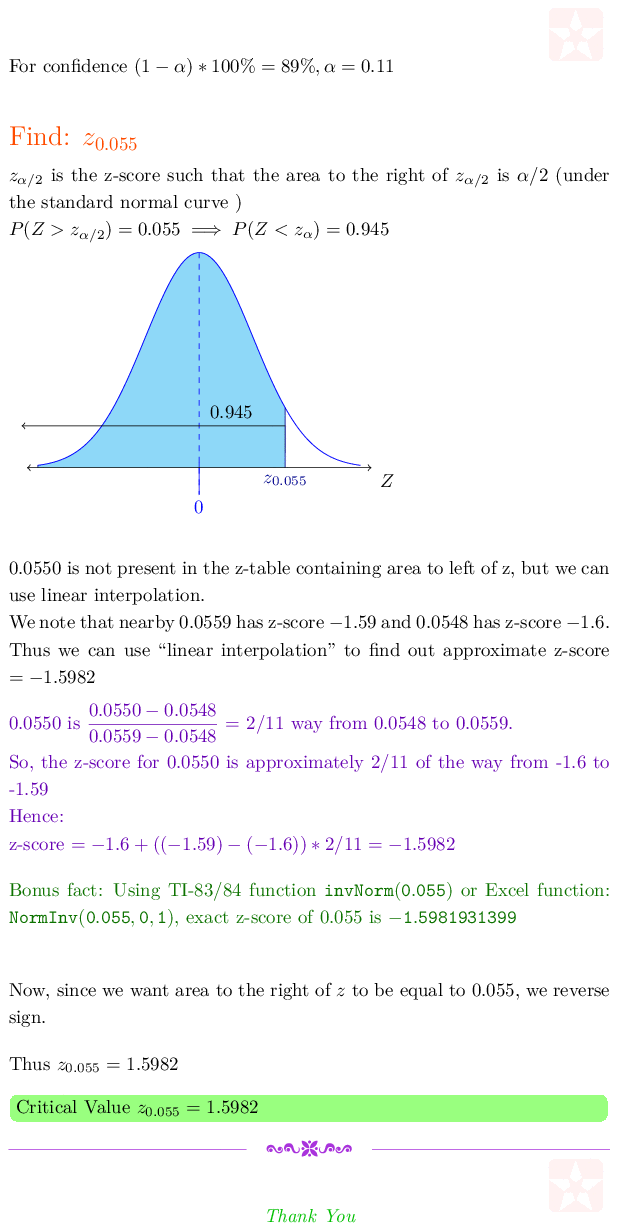 For confidence (1 − α) ∗ 100% = 89%, α = 0.11
Find: z_{0.055}
z_{α/2} is the z-score such that the area to the right of z_{α/2} is α/2 (under
the standard normal curve )
P(Z > z_{α/2}) = 0.055 ⟹ P(Z < z_α) = 0.945
0.945
z_{0.055}
Z
0
0.0550 is not present in the z-table containing area to left of z, but we can
use linear interpolation.
We note that nearby 0.0559 has z-score −1.59 and 0.0548 has z-score −1.6.
Thus we can use “linear interpolation” to find out approximate z-score
= −1.5982
0.0550 is \frac{0.0550 − 0.0548}{0.0559 − 0.0548} = 2/11 way from 0.0548 to 0.0559.
So, the z-score for 0.0550 is approximately 2/11 of the way from -1.6 to
-1.59
Hence:
z-score = −1.6 + ((−1.59) − (−1.6)) ∗ 2/11 = −1.5982
Bonus fact: Using TI-83/84 function invNorm(0.055) or Excel function:
NormInv(0.055, 0, 1), exact z-score of 0.055 is −1.5981931399
Now, since we want area to the right of z to be equal to 0.055, we reverse
sign.
Thus z_{0.055} = 1.5982
Critical Value z_{0.055} = 1.5982
Thank You